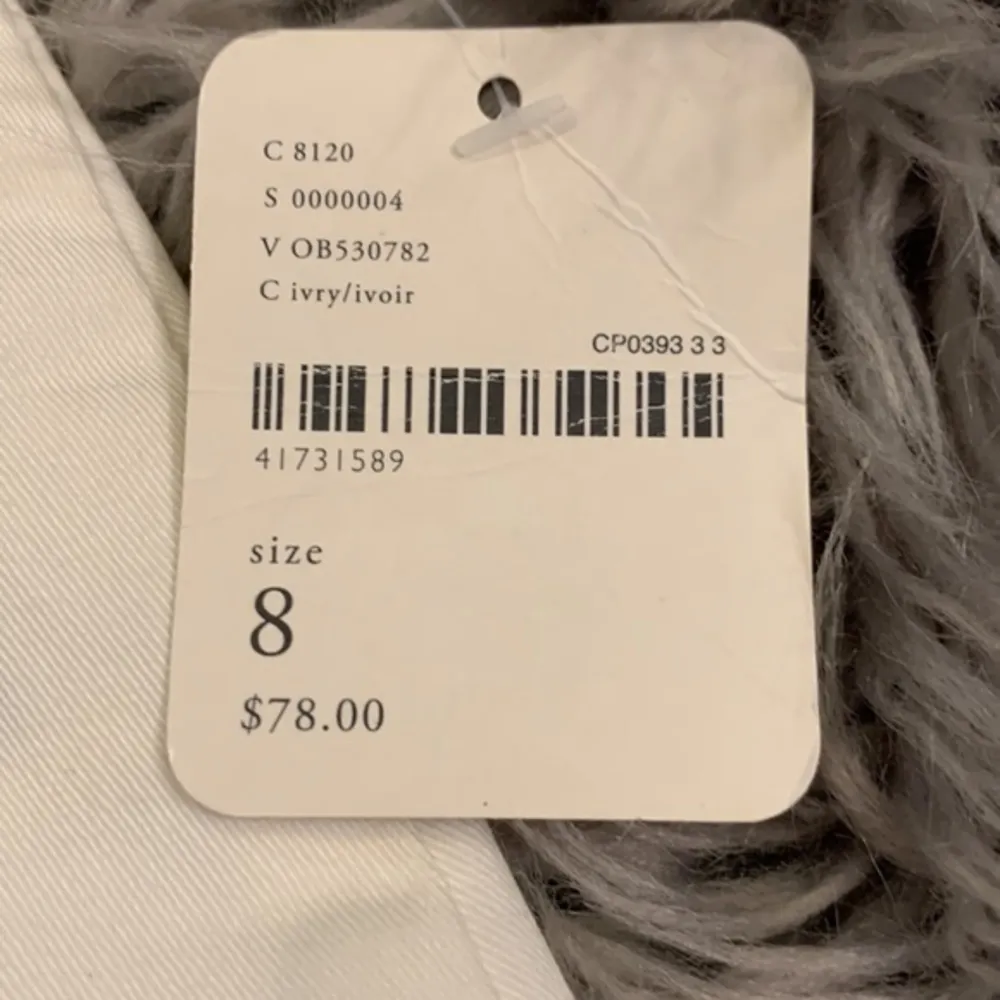 C 8120
S 0000004
V OB530782
C ivry/ivoir
CP0393 3 3
41731589
size
8
$78.00